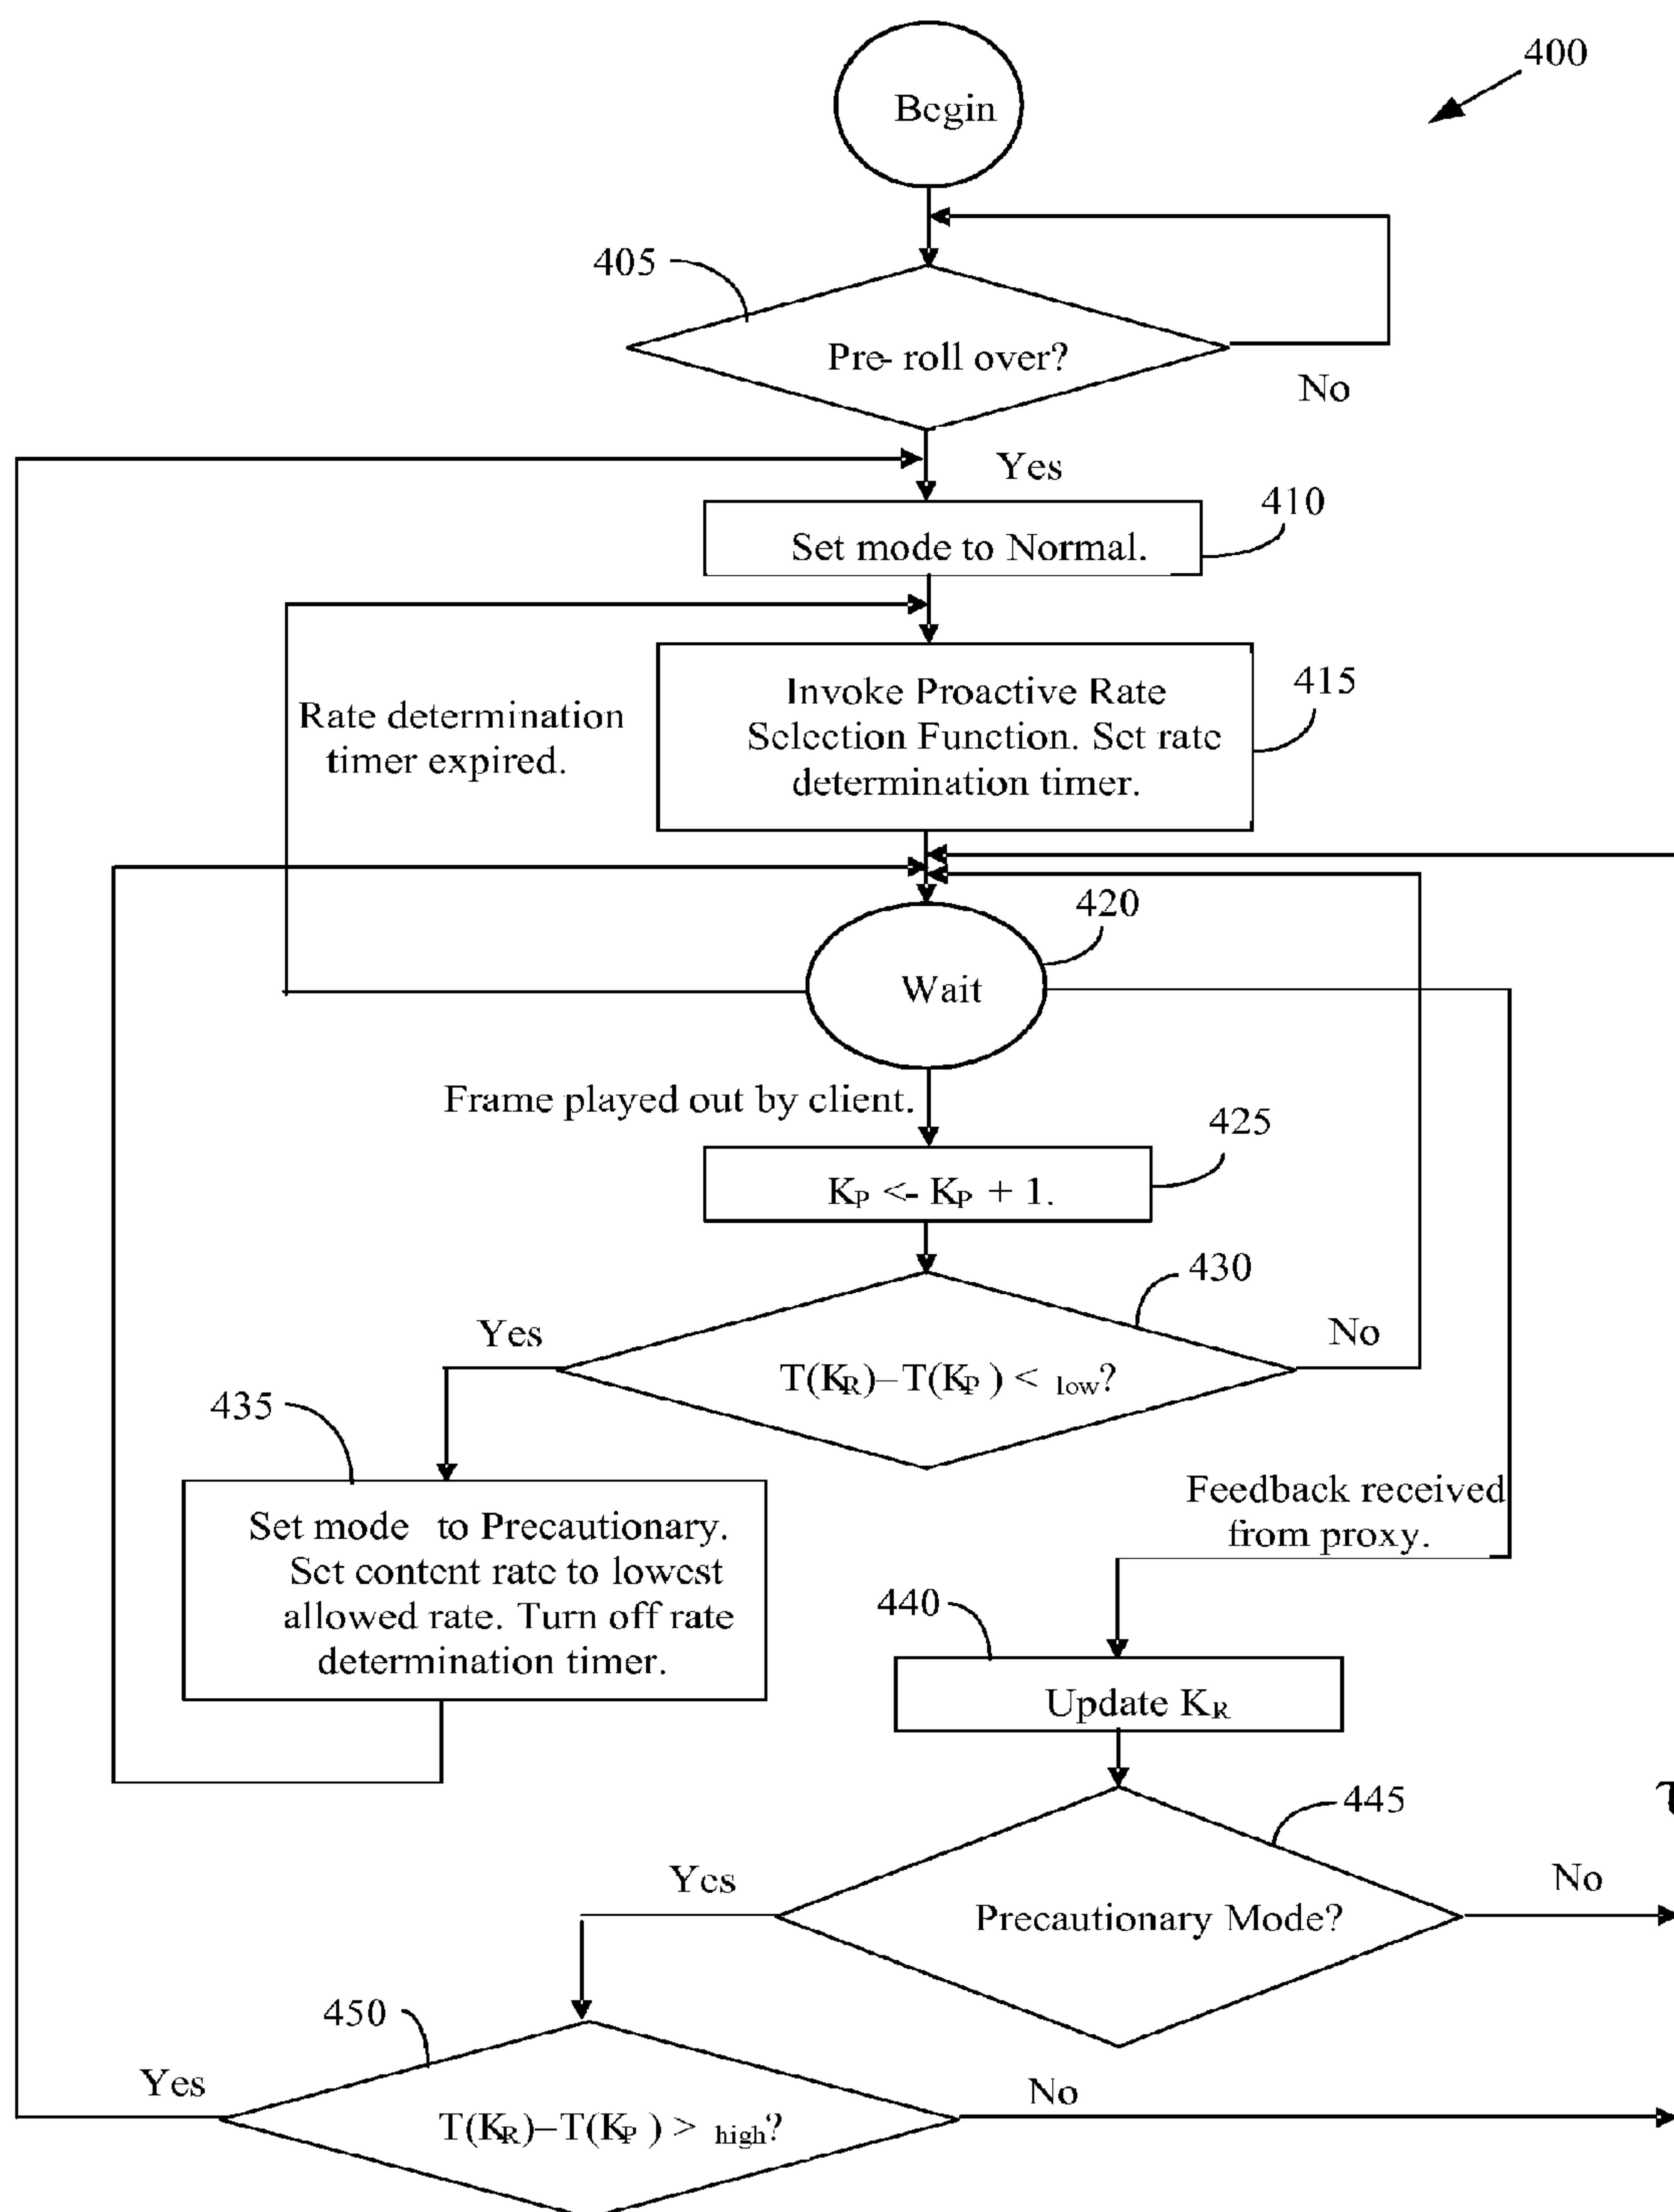 400
Begin
405
Pre- roll over?
No
Yes
410
Set mode to Normal.
415
Invoke Proactive Rate
Selection Function. Set rate
determination timer.
Rate determination
timer expired.
420
Wait
Frame played out by client.
425
KP <- KP + 1.
430
Yes
No
T(KR)–T(KP ) < low?
435
Set mode to Precautionary.
Set content rate to lowest
allowed rate. Turn off rate
determination timer.
Feedback received
from proxy.
440
Update KR
445
Yes
No
Precautionary Mode?
450
Yes
No
T(KR)–T(KP ) > high?